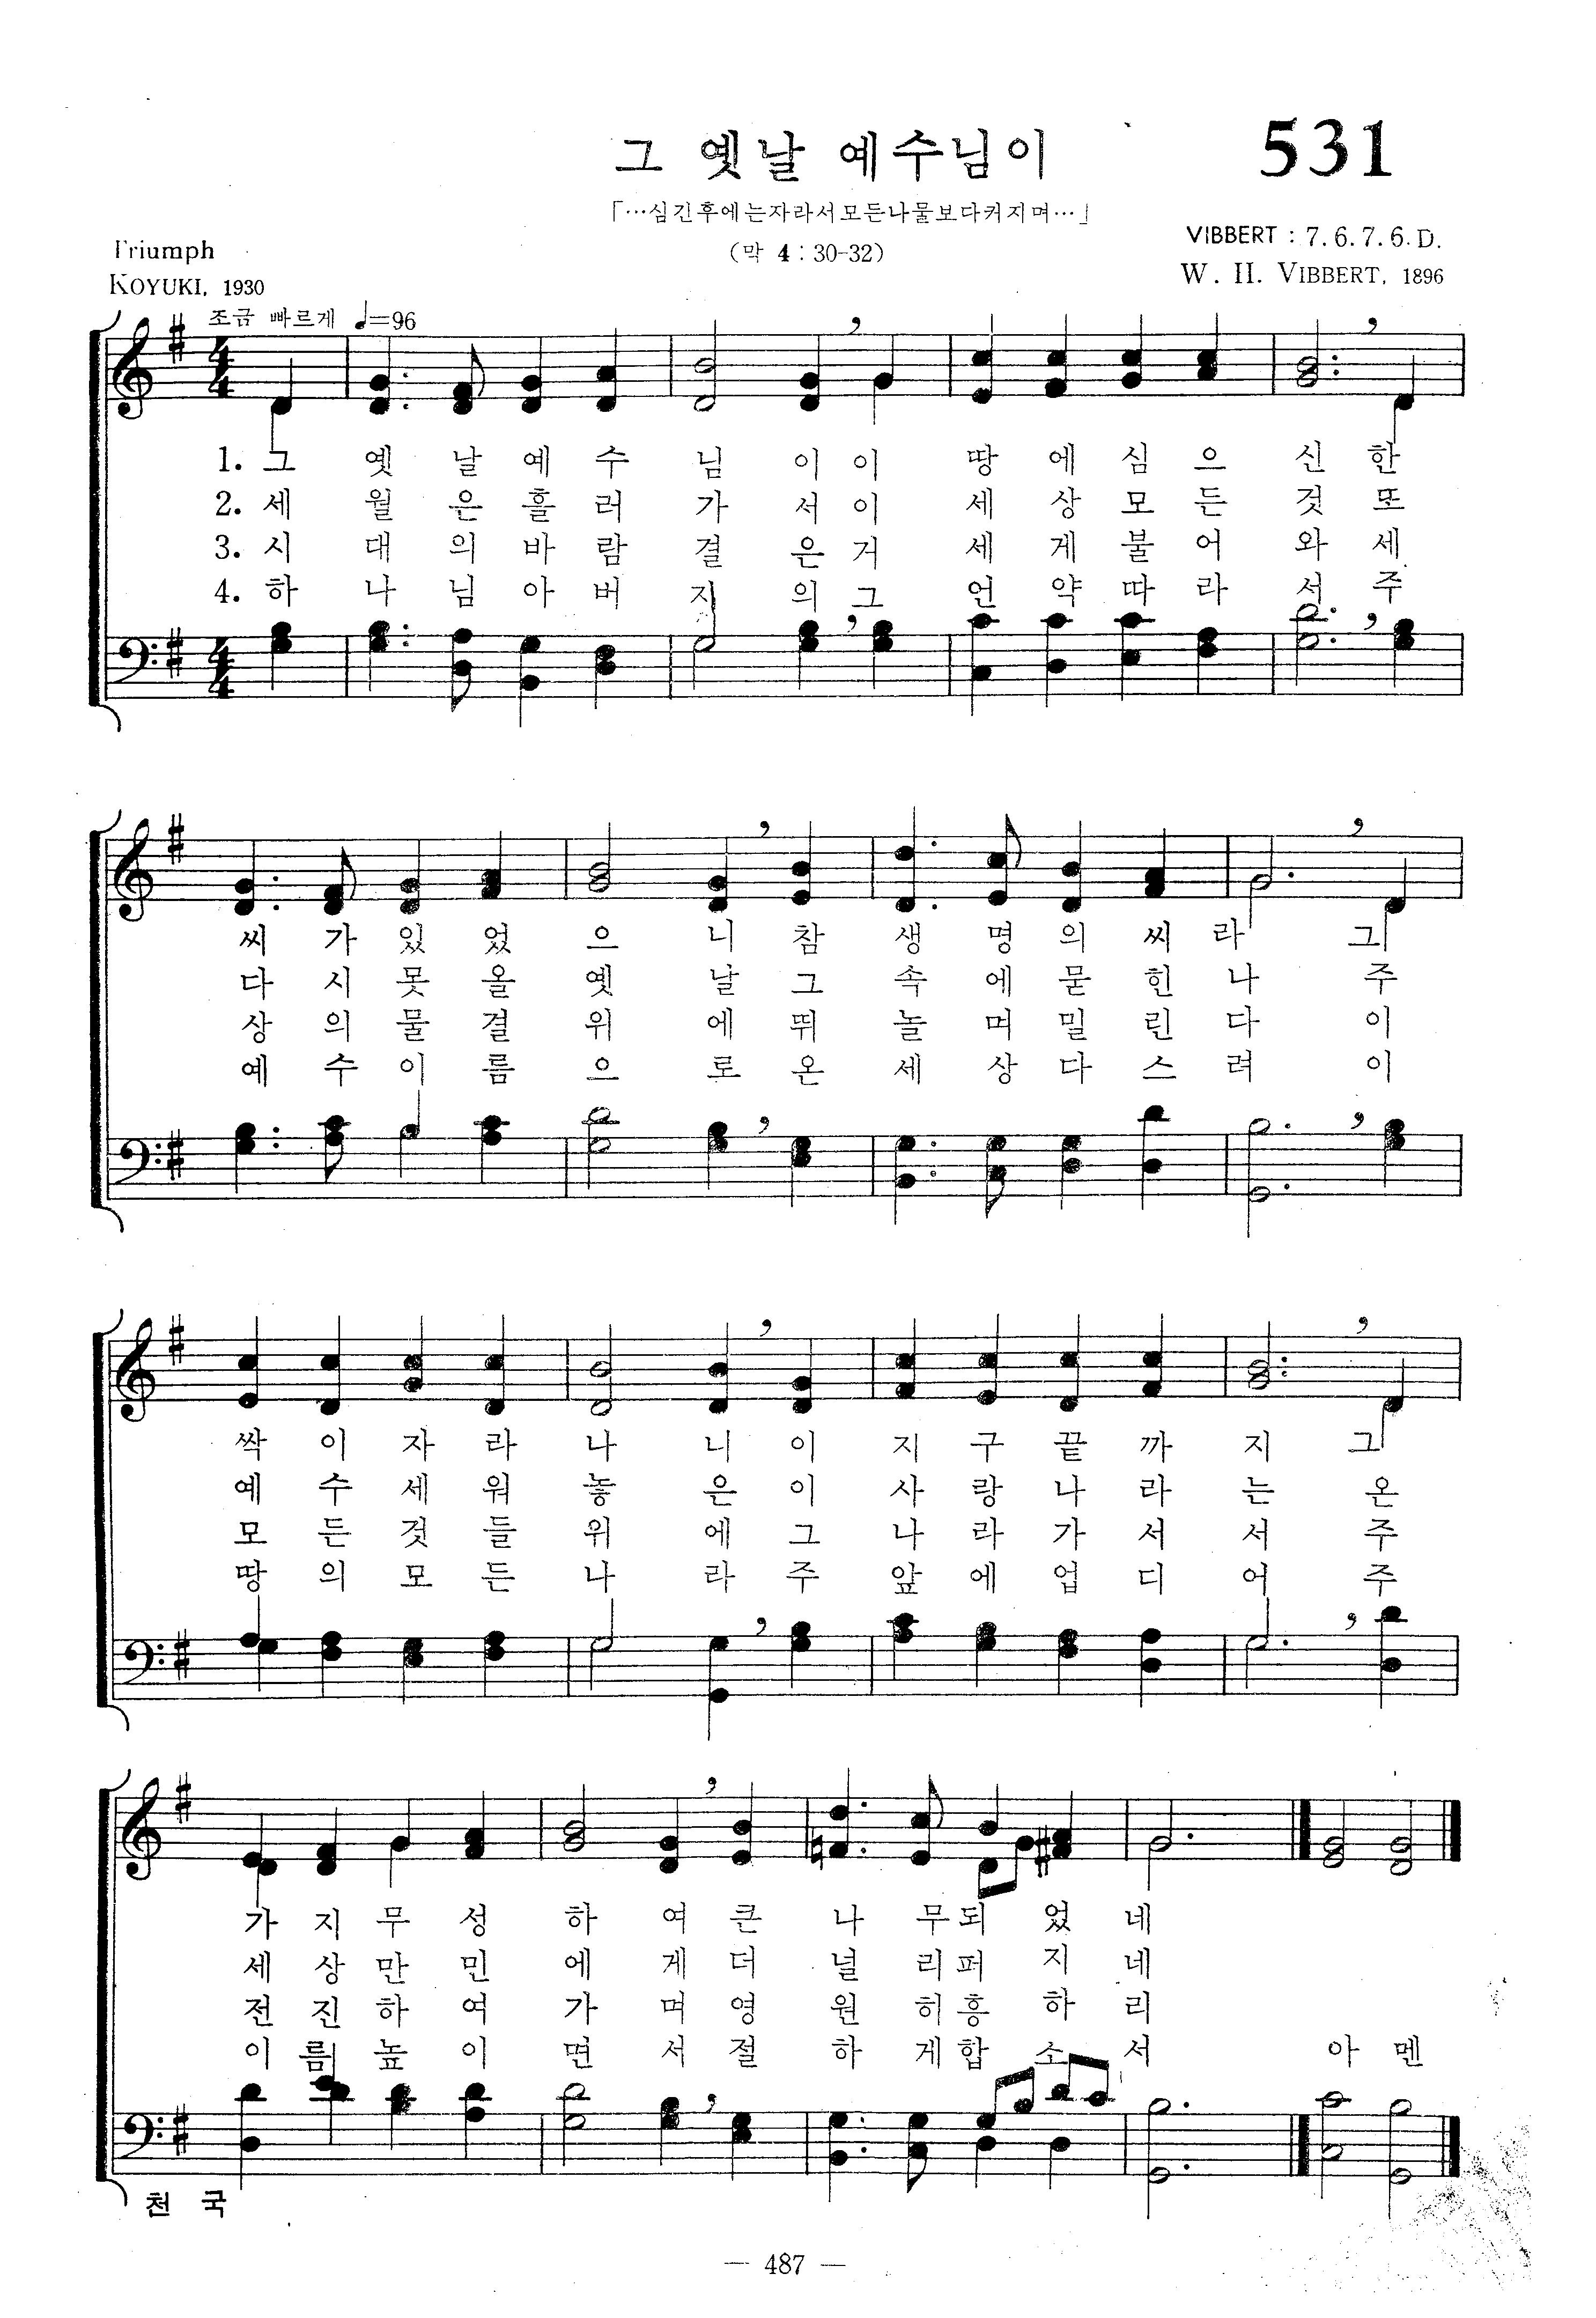 그 옛날 예수님이 531
「…심긴후에는자라서모든나물보다커지며…」
Triumph (막 4:30-32) VIBBERT : 7.6.7.6.D.
KOYUKI, 1930 W. H. VIBBERT, 1896
조금 빠르게 ♩=96
1. 그 옛 날 예 수 님 이 이 땅 에 심 으 신 한
2. 세 월 은 흘 러 가 서 이 세 상 모 든 것 또
3. 시 대 의 바 람 결 은 거 세 게 불 어 와 세
4. 하 나 님 아 버 지 의 그 언 약 따 라 서 주
씨 가 있 었 으 니 참 생 명 의 씨 라 그
다 시 못 올 옛 날 그 속 에 묻 힌 나 주
상 의 물 결 위 에 뛰 놀 며 밀 린 다 이
예 수 이 름 으 로 온 세 상 다 스 려 이
싹 이 자 라 나 니 이 지 구 끝 까 지 그
예 수 세 워 놓 은 이 사 랑 나 라 는 온
모 든 것 들 위 에 그 나 라 가 서 서 주
땅 의 모 든 나 라 주 앞 에 업 디 어 주
가 지 무 성 하 여 큰 나 무 되 었 네
세 상 만 민 에 게 더 널 리 퍼 지 네
전 진 하 여 가 며 영 원 히 흥 하 리
이 름 높 이 면 서 절 하 게 합 소 서 아 멘
천 국
— 487 —